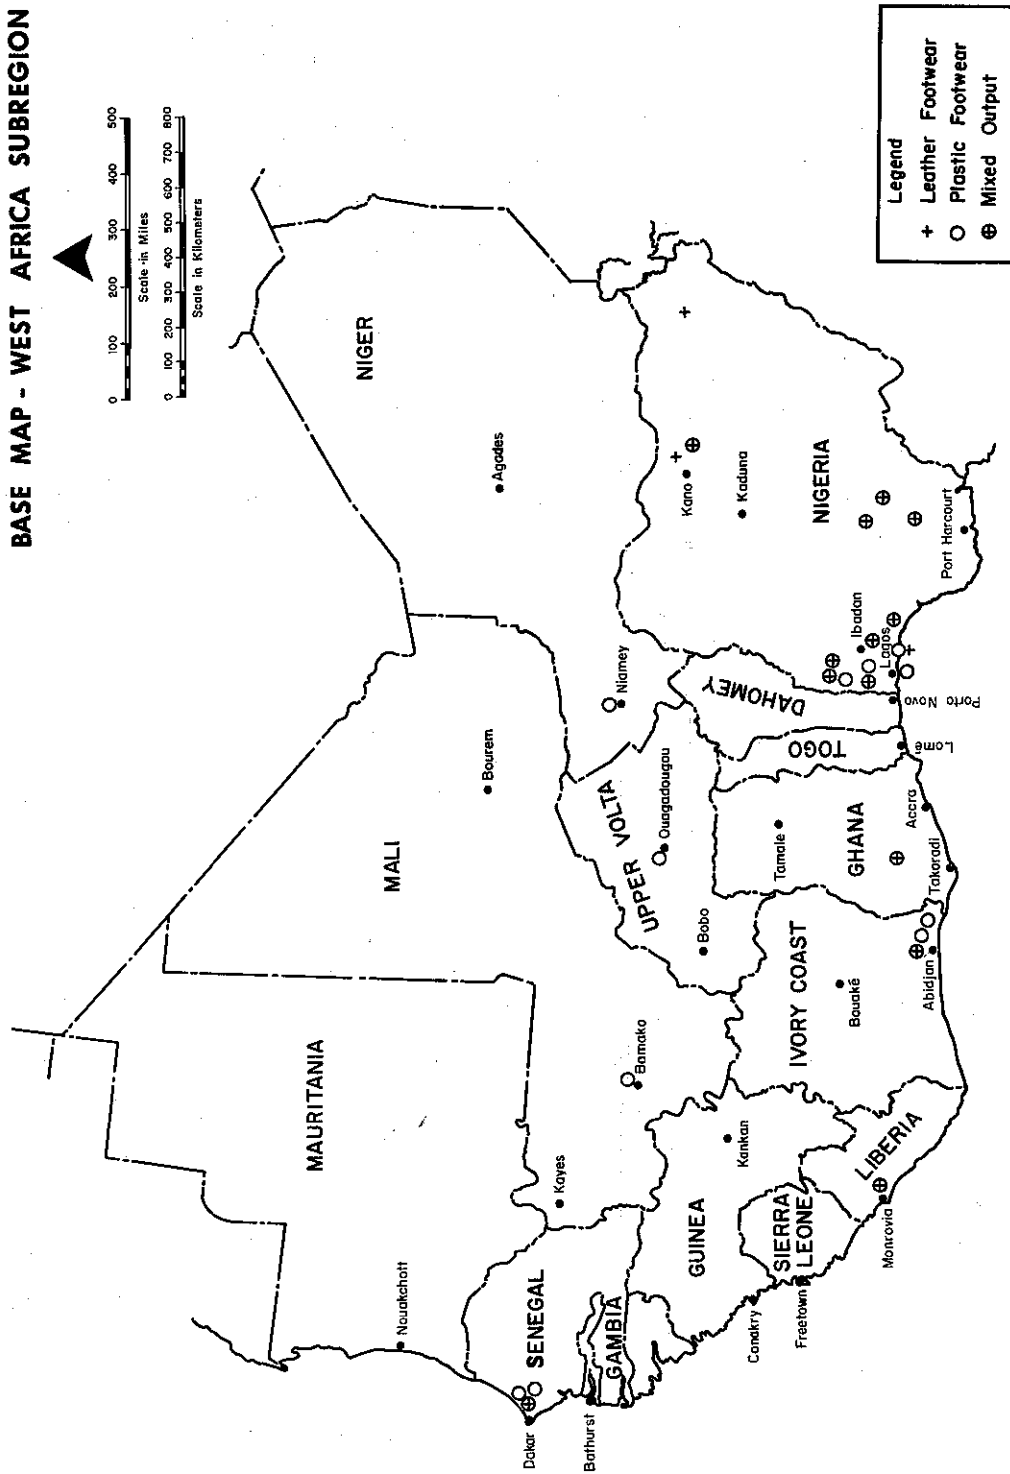 BASE MAP - WEST AFRICA SUBREGION
0 100 200 300 400 500
Scale in Miles
0 100 200 300 400 500 600 700 800
Scale in Kilometers
MAURITANIA
Nouakchott
MALI
Bourem
Kayes
Bamako
NIGER
Agades
Niamey
SENEGAL
Dakar
GAMBIA
Bathurst
GUINEA
Kankan
Conakry
SIERRA
LEONE
Freetown
LIBERIA
Monrovia
IVORY COAST
Bouaké
Abidjan
UPPER VOLTA
Ouagadougou
Bobo
GHANA
Tamale
Accra
Takoradi
TOGO
Lomé
DAHOMEY
Porto Novo
NIGERIA
Kano
Kaduna
Ibadan
Lagos
Port Harcourt
Legend
+ Leather Footwear
○ Plastic Footwear
⊕ Mixed Output